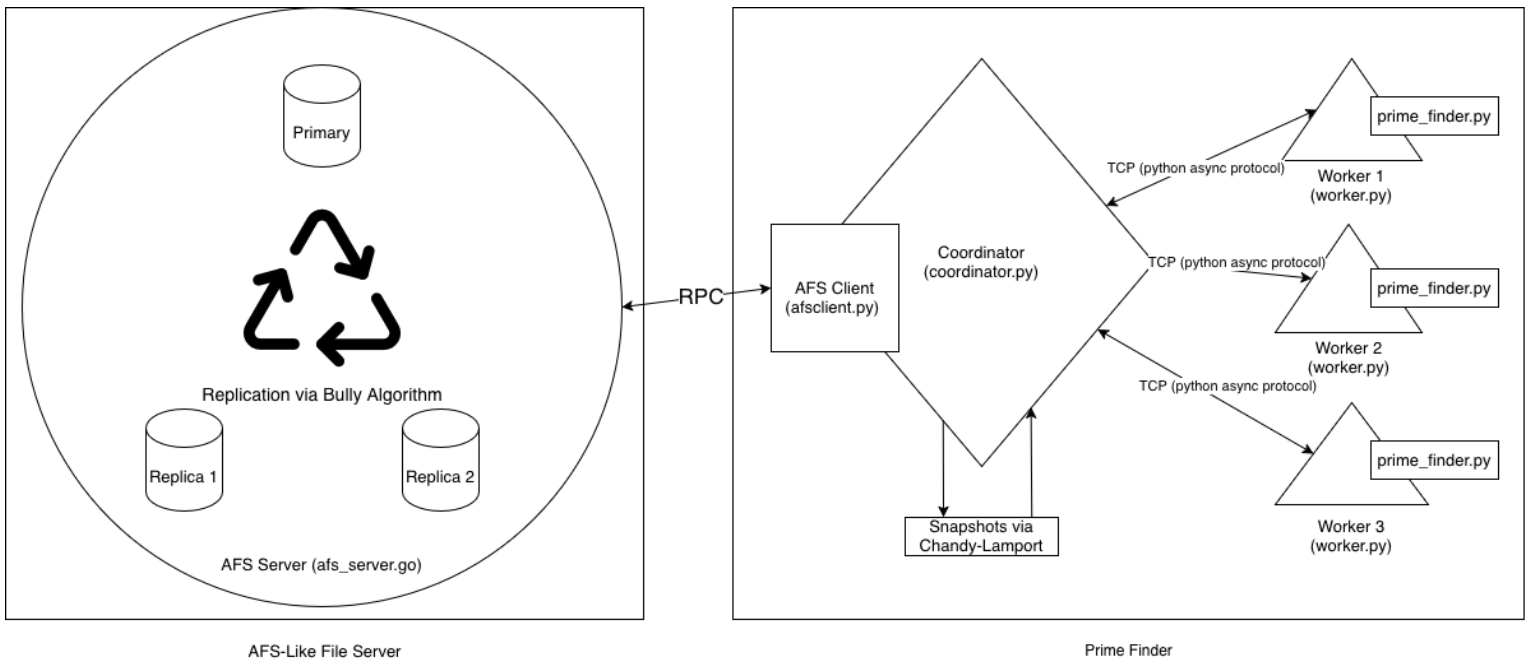 Primary
Replication via Bully Algorithm
Replica 1
Replica 2
AFS Server (afs_server.go)
AFS-Like File Server
RPC
AFS Client
(afsclient.py)
Coordinator
(coordinator.py)
Snapshots via
Chandy-Lamport
TCP (python async protocol)
prime_finder.py
Worker 1
(worker.py)
TCP (python async protocol)
prime_finder.py
Worker 2
(worker.py)
TCP (python async protocol)
prime_finder.py
Worker 3
(worker.py)
Prime Finder